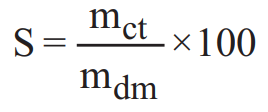 S = m_ct / m_dm × 100